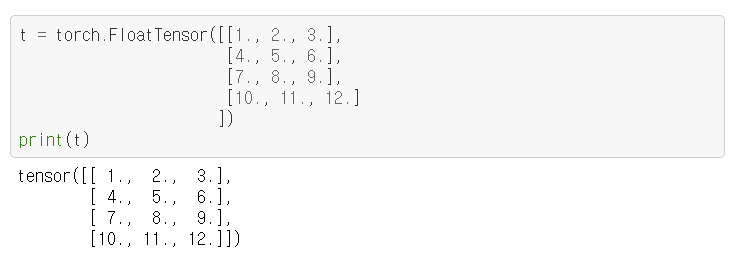 t = torch.FloatTensor([[1., 2., 3.],
                       [4., 5., 6.],
                       [7., 8., 9.],
                       [10., 11., 12.]
                      ])
print(t)
tensor([[ 1.,  2.,  3.],
        [ 4.,  5.,  6.],
        [ 7.,  8.,  9.],
        [10., 11., 12.]])